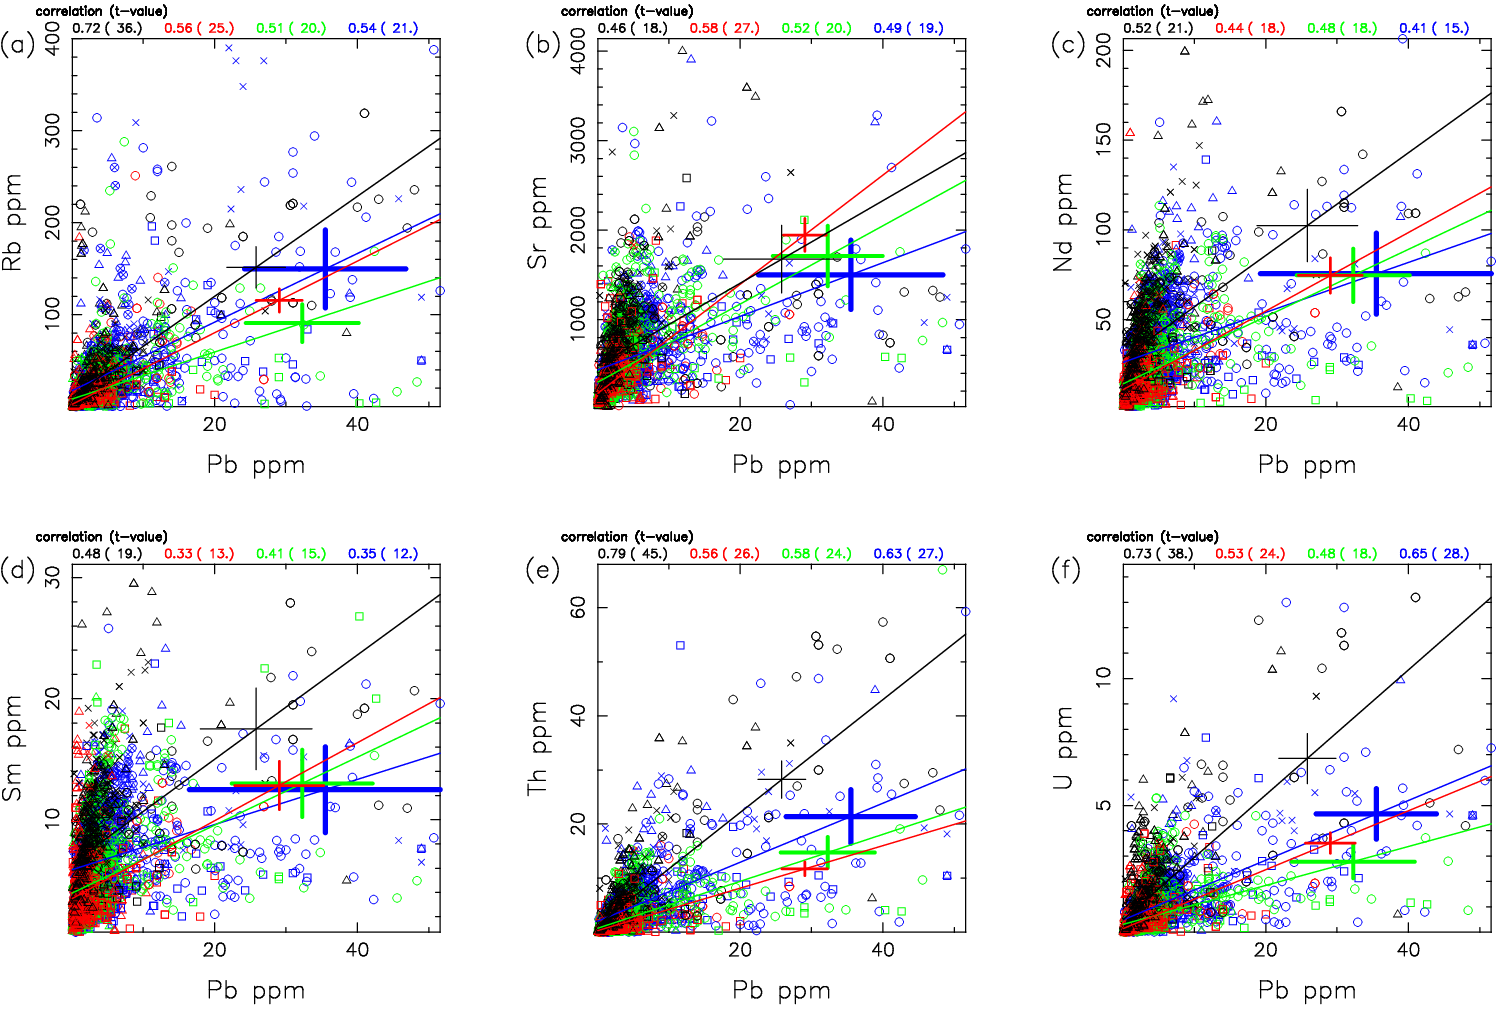 correlation (t-value)
0.72 ( 36.) 0.56 ( 25.) 0.51 ( 20.) 0.54 ( 21.)
(a)
400
300
200
100
Rb ppm
20 40
Pb ppm
correlation (t-value)
0.46 ( 18.) 0.58 ( 27.) 0.52 ( 20.) 0.49 ( 19.)
(b)
4000
3000
2000
1000
Sr ppm
20 40
Pb ppm
correlation (t-value)
0.52 ( 21.) 0.44 ( 18.) 0.48 ( 18.) 0.41 ( 15.)
(c)
200
150
100
50
Nd ppm
20 40
Pb ppm
correlation (t-value)
0.48 ( 19.) 0.33 ( 13.) 0.41 ( 15.) 0.35 ( 12.)
(d)
30
20
10
Sm ppm
20 40
Pb ppm
correlation (t-value)
0.79 ( 45.) 0.56 ( 26.) 0.58 ( 24.) 0.63 ( 27.)
(e)
60
40
20
Th ppm
20 40
Pb ppm
correlation (t-value)
0.73 ( 38.) 0.53 ( 24.) 0.48 ( 18.) 0.65 ( 28.)
(f)
10
5
U ppm
20 40
Pb ppm